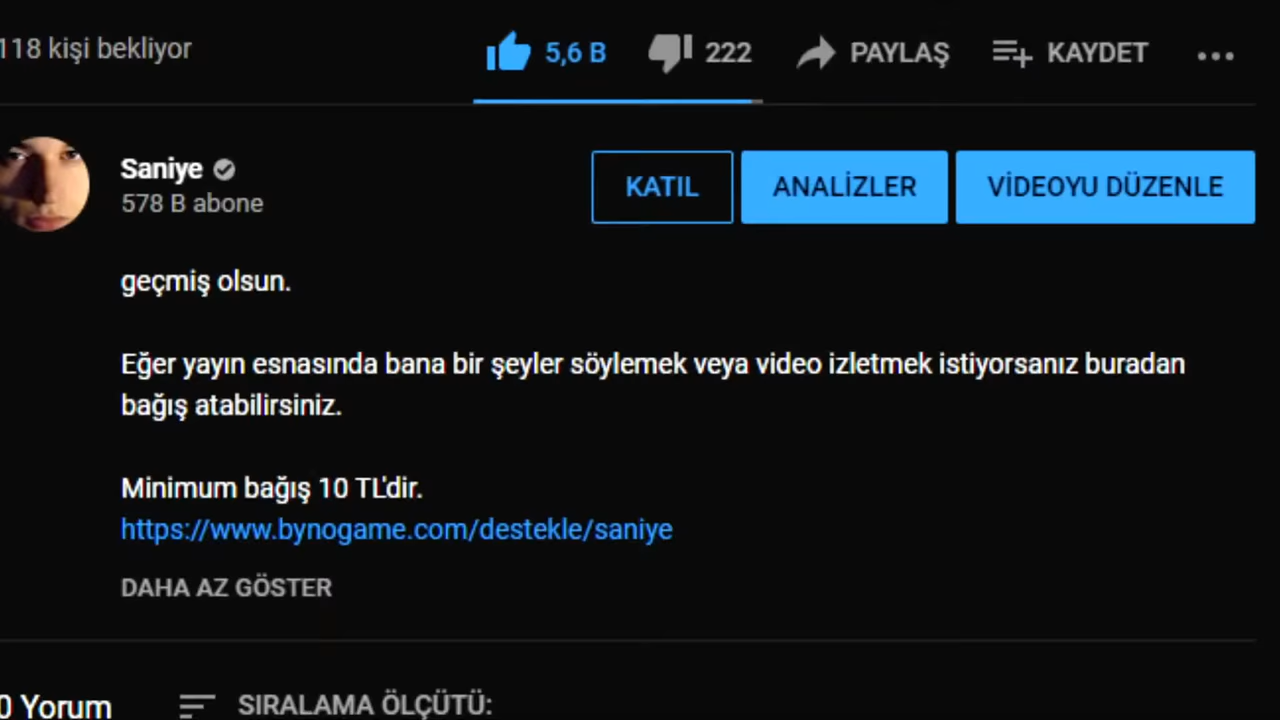 118 kişi bekliyor
5,6 B
222
PAYLAŞ
KAYDET
Saniye
578 B abone
KATIL
ANALİZLER
VİDEOYU DÜZENLE
geçmiş olsun.
Eğer yayın esnasında bana bir şeyler söylemek veya video izletmek istiyorsanız buradan
bağış atabilirsiniz.
Minimum bağış 10 TL'dir.
https://www.bynogame.com/destekle/saniye
DAHA AZ GÖSTER
0 Yorum
SIRALAMA ÖLÇÜTÜ: